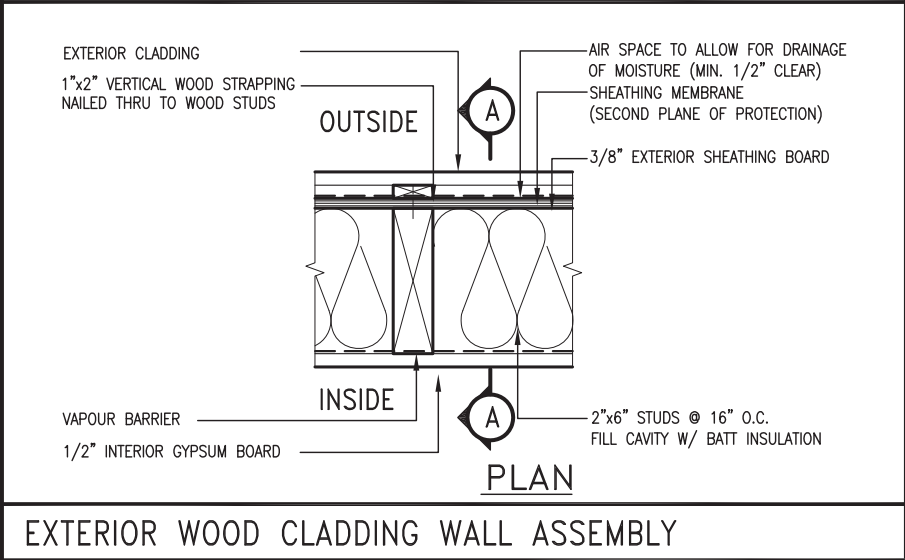 EXTERIOR CLADDING
1"x2" VERTICAL WOOD STRAPPING
NAILED THRU TO WOOD STUDS
OUTSIDE
A
AIR SPACE TO ALLOW FOR DRAINAGE
OF MOISTURE (MIN. 1/2" CLEAR)
SHEATHING MEMBRANE
(SECOND PLANE OF PROTECTION)
3/8" EXTERIOR SHEATHING BOARD
INSIDE
A
VAPOUR BARRIER
1/2" INTERIOR GYPSUM BOARD
2"x6" STUDS @ 16" O.C.
FILL CAVITY W/ BATT INSULATION
PLAN
EXTERIOR WOOD CLADDING WALL ASSEMBLY